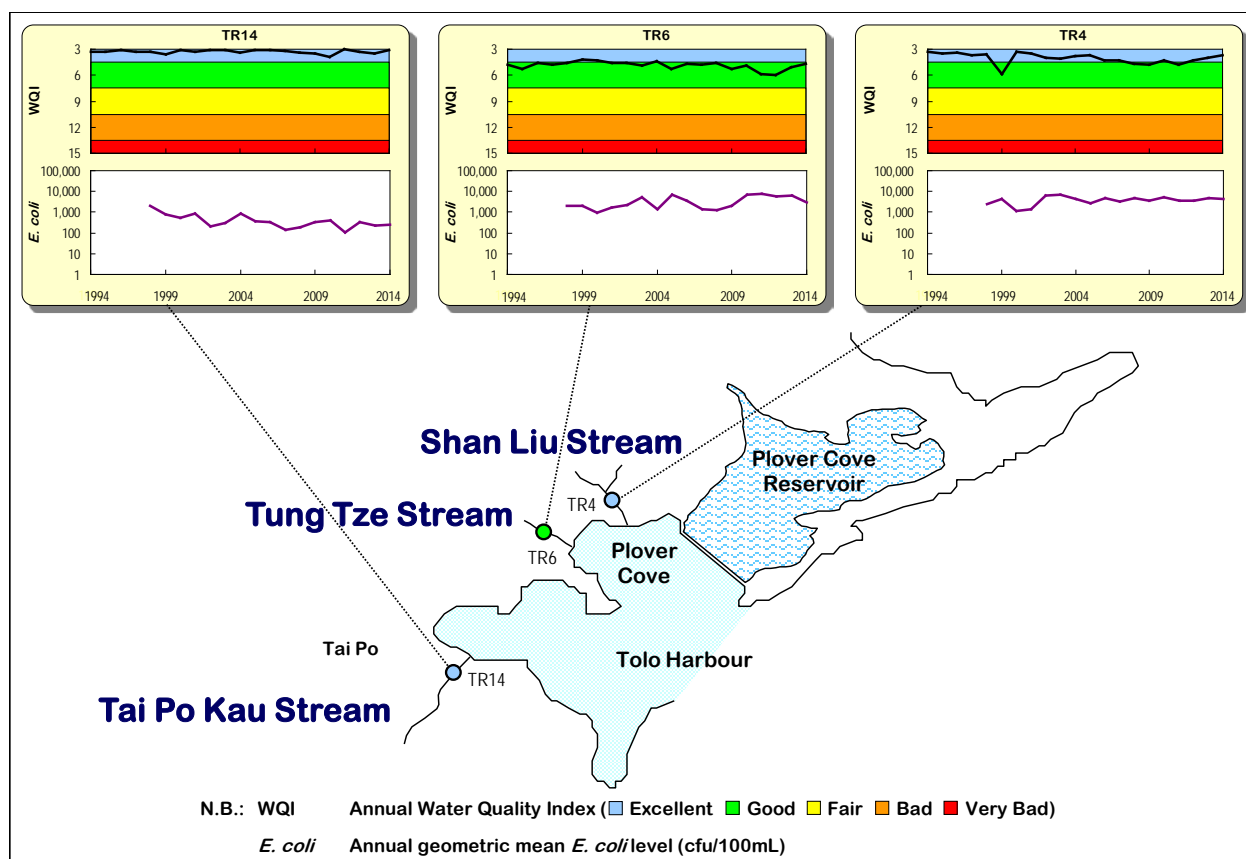 TR14
3
6
9
12
15
WQI
100,000
10,000
1,000
100
10
1
E. coli
1994 1999 2004 2009 2014
TR6
3
6
9
12
15
WQI
100,000
10,000
1,000
100
10
1
E. coli
1994 1999 2004 2009 2014
TR4
3
6
9
12
15
WQI
100,000
10,000
1,000
100
10
1
E. coli
1994 1999 2004 2009 2014
Shan Liu Stream
Plover Cove
Reservoir
TR4
Tung Tze Stream
TR6
Plover
Cove
Tai Po
Tolo Harbour
TR14
Tai Po Kau Stream
N.B.: WQI Annual Water Quality Index ( Excellent Good Fair Bad Very Bad)
E. coli Annual geometric mean E. coli level (cfu/100mL)